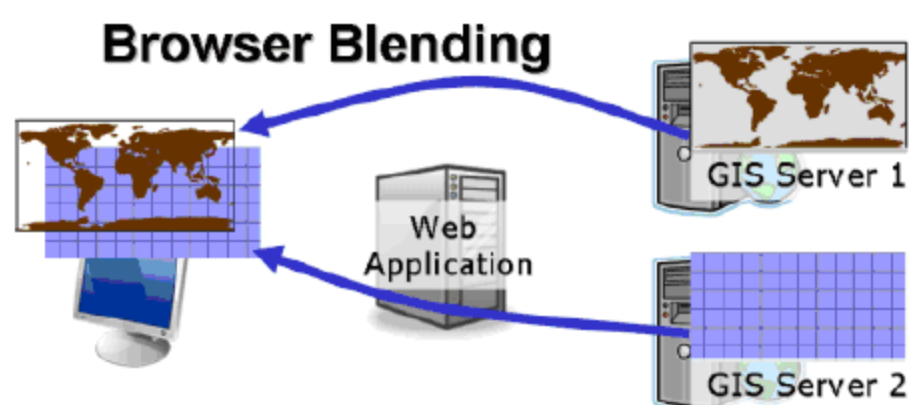 Browser Blending
GIS Server 1
Web
Application
GIS Server 2